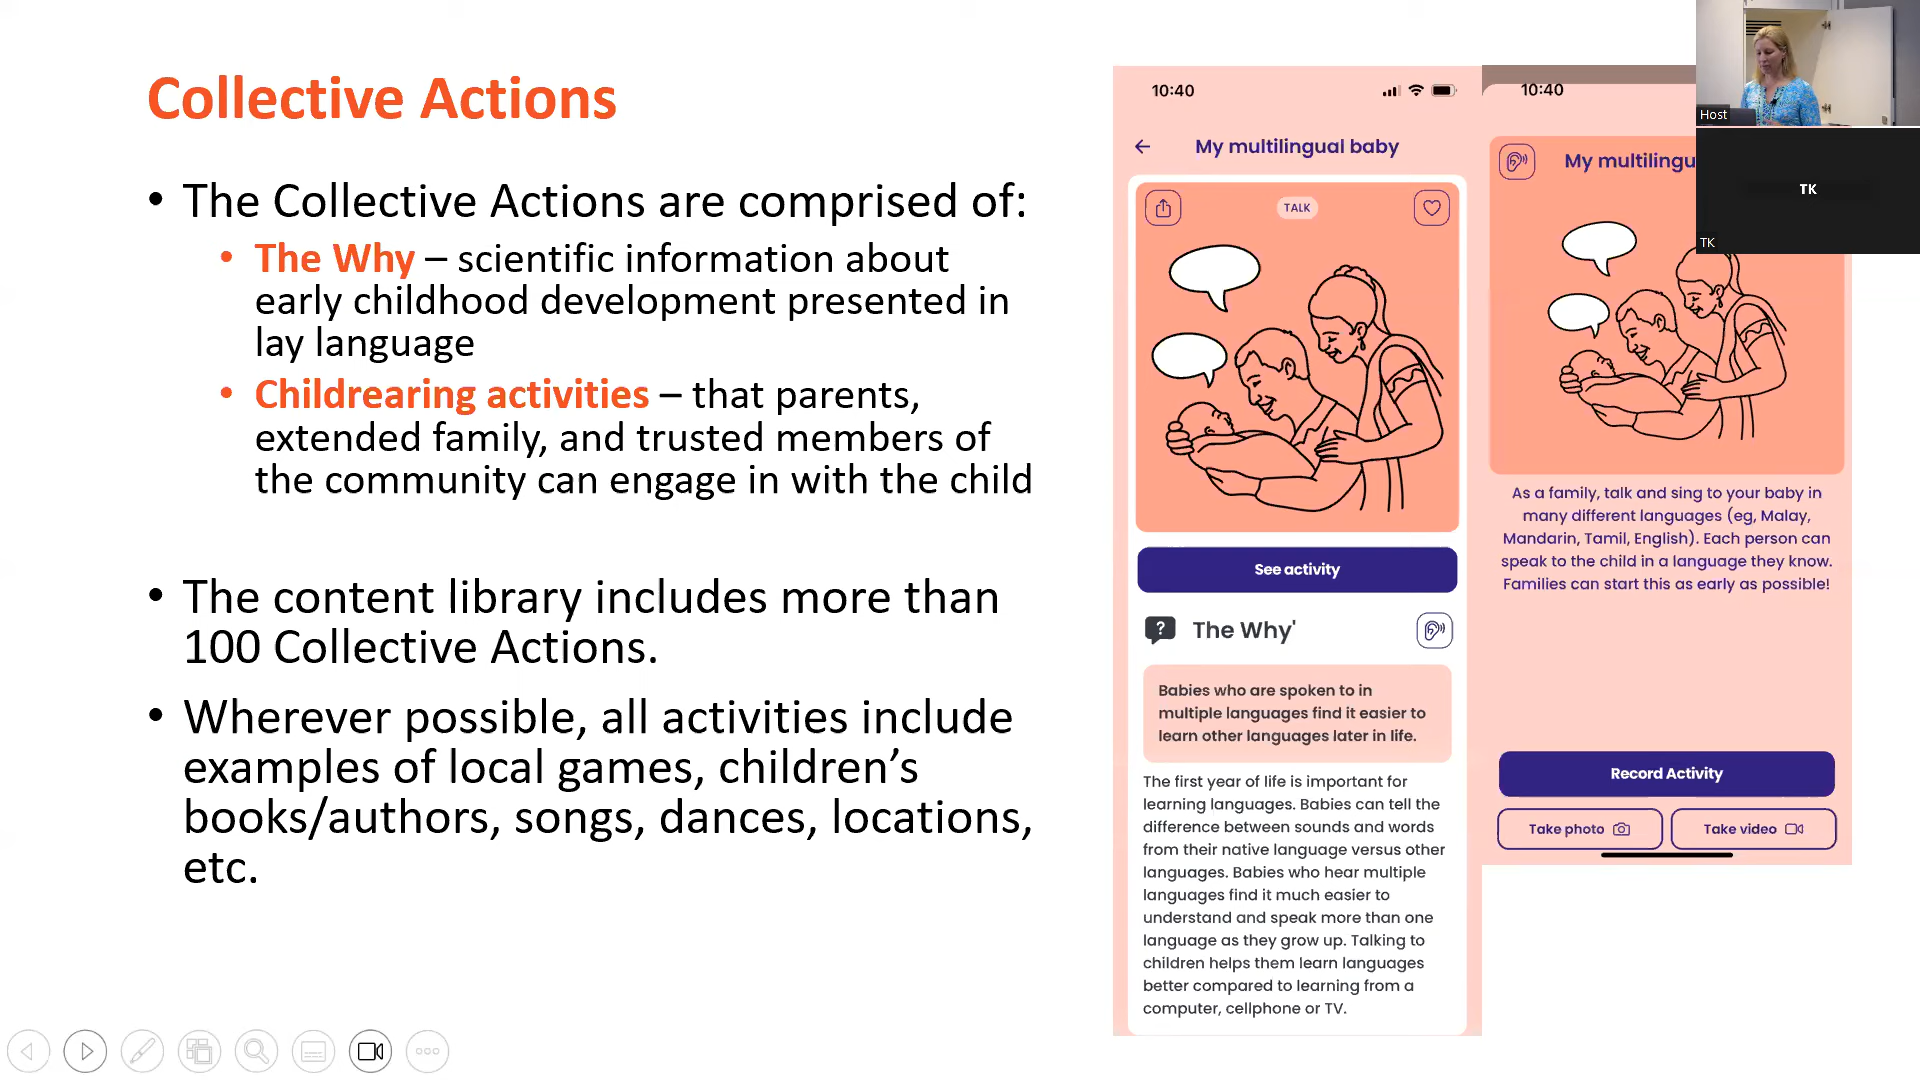 Collective Actions
• The Collective Actions are comprised of:
• The Why – scientific information about
early childhood development presented in
lay language
• Childrearing activities – that parents,
extended family, and trusted members of
the community can engage in with the child
• The content library includes more than
100 Collective Actions.
• Wherever possible, all activities include
examples of local games, children’s
books/authors, songs, dances, locations,
etc.
10:40
My multilingual baby
TALK
See activity
?
The Why'
Babies who are spoken to in
multiple languages find it easier to
learn other languages later in life.
The first year of life is important for
learning languages. Babies can tell the
difference between sounds and words
from their native language versus other
languages. Babies who hear multiple
languages find it much easier to
understand and speak more than one
language as they grow up. Talking to
children helps them learn languages
better compared to learning from a
computer, cellphone or TV.
10:40
My multilingu
As a family, talk and sing to your baby in
many different languages (eg, Malay,
Mandarin, Tamil, English). Each person can
speak to the child in a language they know.
Families can start this as early as possible!
Record Activity
Take photo
Take video
Host
TK
TK